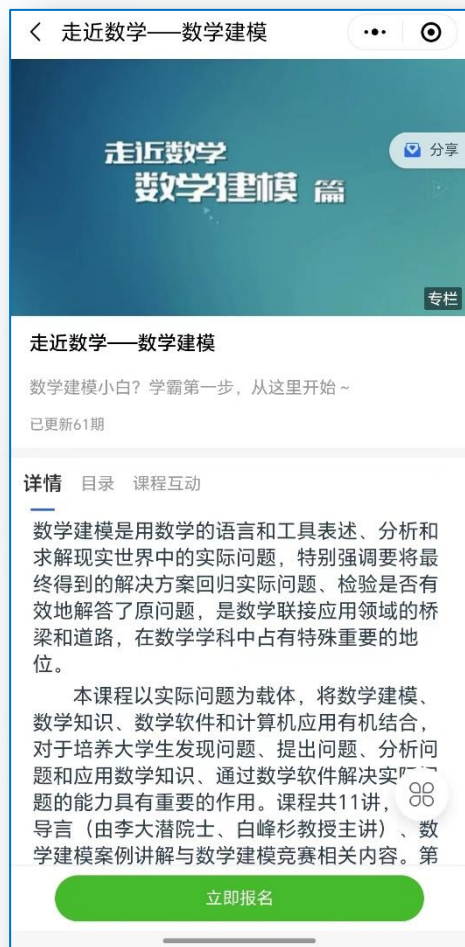 走近数学——数学建模
走近数学
数学建模 篇
分享
专栏
走近数学——数学建模
数学建模小白？学霸第一步，从这里开始~
已更新61期
详情 目录 课程互动
数学建模是用数学的语言和工具表述、分析和
求解现实世界中的实际问题，特别强调要将最
终得到的解决方案回归实际问题、检验是否有
效地解答了原问题，是数学联接应用领域的桥
梁和道路，在数学学科中占有特殊重要的地
位。
本课程以实际问题为载体，将数学建模、
数学知识、数学软件和计算机应用有机结合，
对于培养大学生发现问题、提出问题、分析问
题和应用数学知识、通过数学软件解决实
题的能力具有重要的作用。课程共11讲，
导言（由李大潜院士、白峰杉教授主讲）、数
学建模案例讲解与数学建模竞赛相关内容。第
立即报名